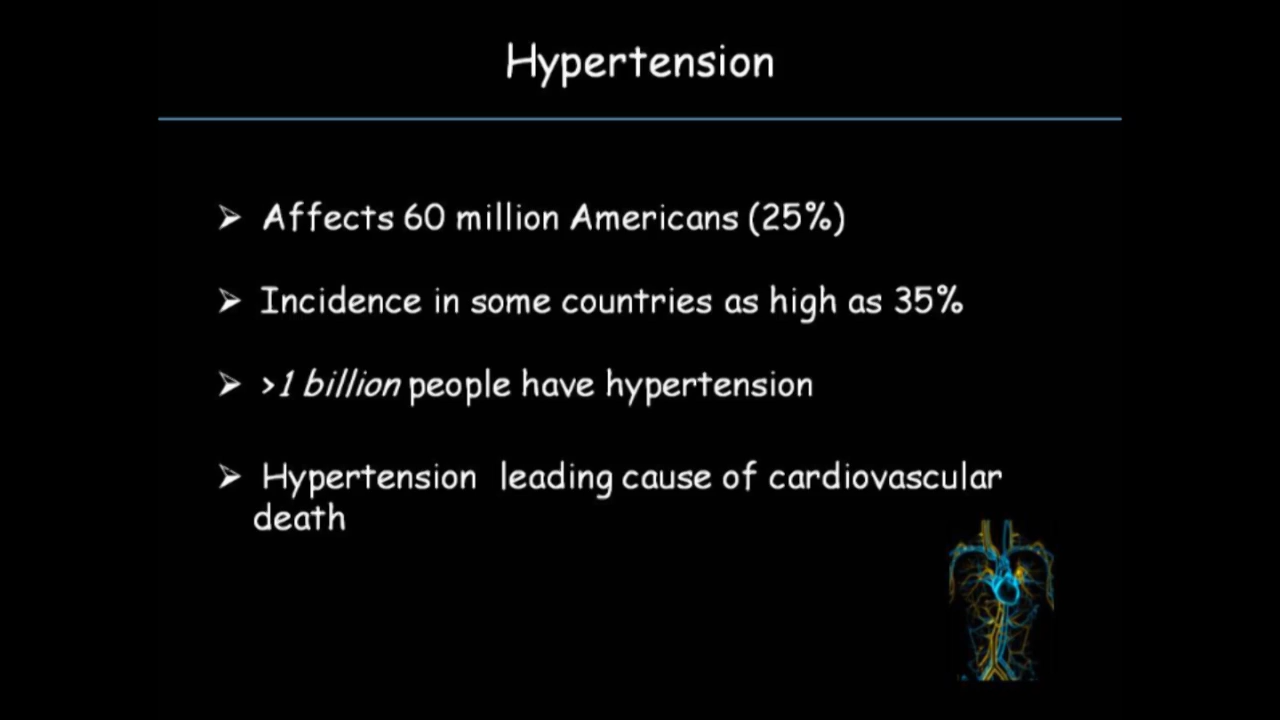 Hypertension
➢ Affects 60 million Americans (25%)
➢ Incidence in some countries as high as 35%
➢ >1 billion people have hypertension
➢ Hypertension leading cause of cardiovascular
death